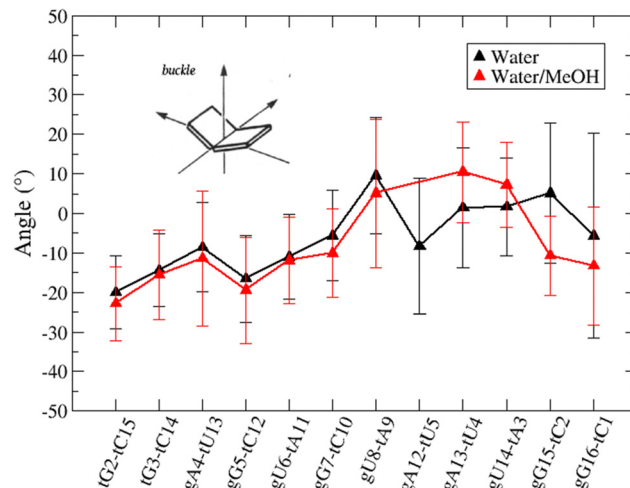 50
40
30
20
10
0
-10
-20
-30
-40
-50
Angle (°)
buckle
Water
Water/MeOH
tG2-tC15
tG3-tC14
gA4-tU13
gG5-tC12
gU6-tA11
gG7-tC10
gU8-tA9
gA12-tU5
gA13-tU4
gU14-tA3
gG15-tC2
gG16-tC1